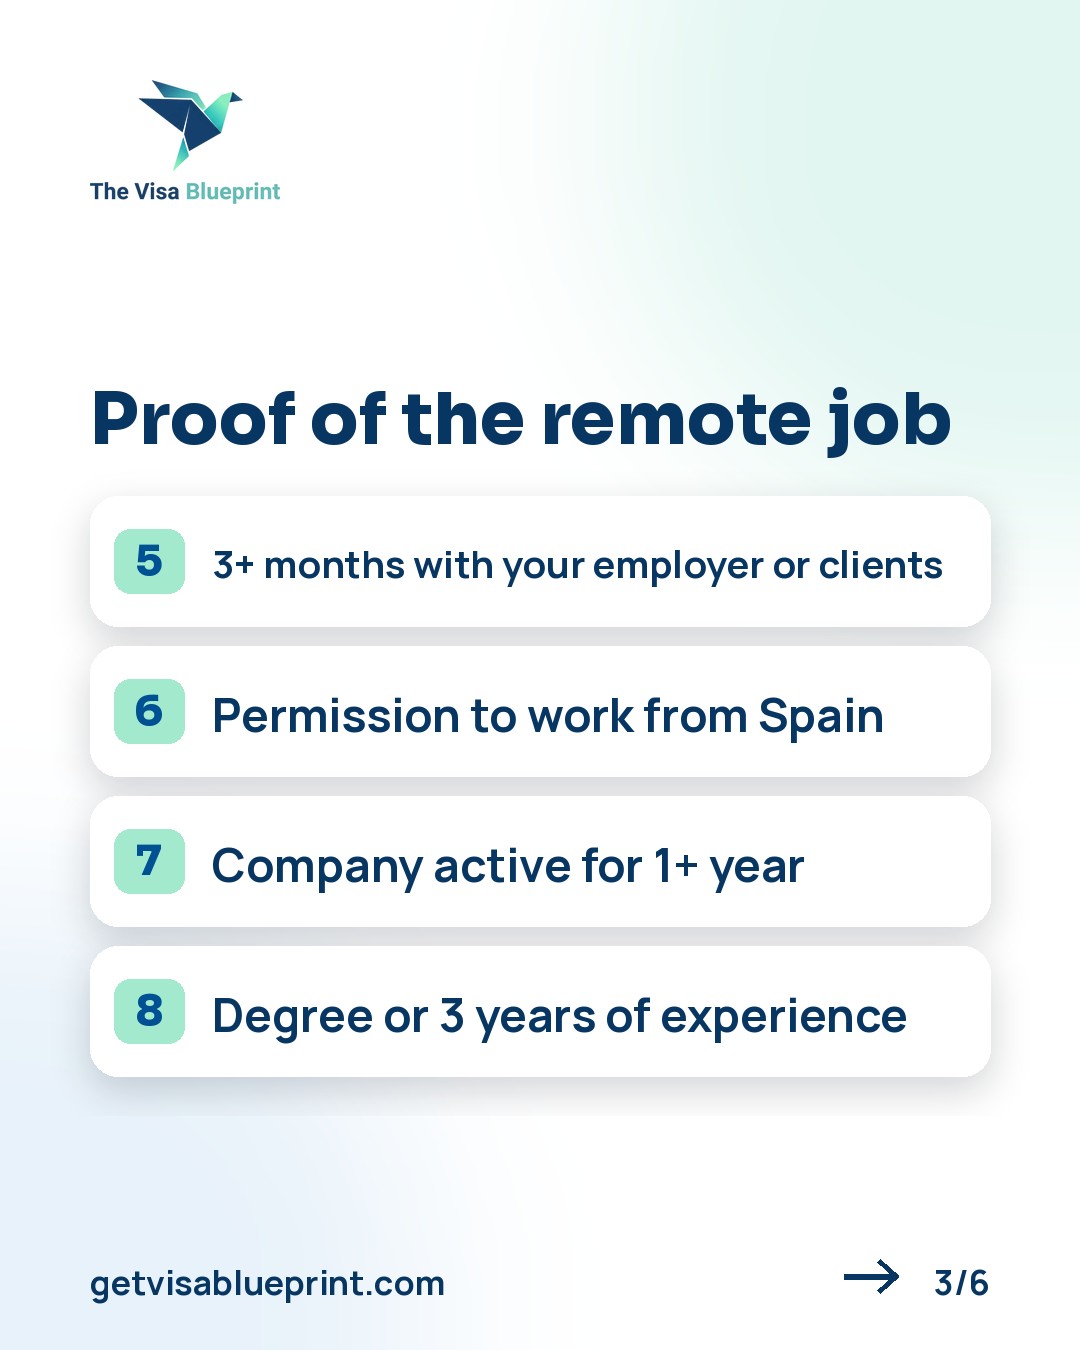 The Visa Blueprint
Proof of the remote job
5 3+ months with your employer or clients
6 Permission to work from Spain
7 Company active for 1+ year
8 Degree or 3 years of experience
getvisablueprint.com → 3/6